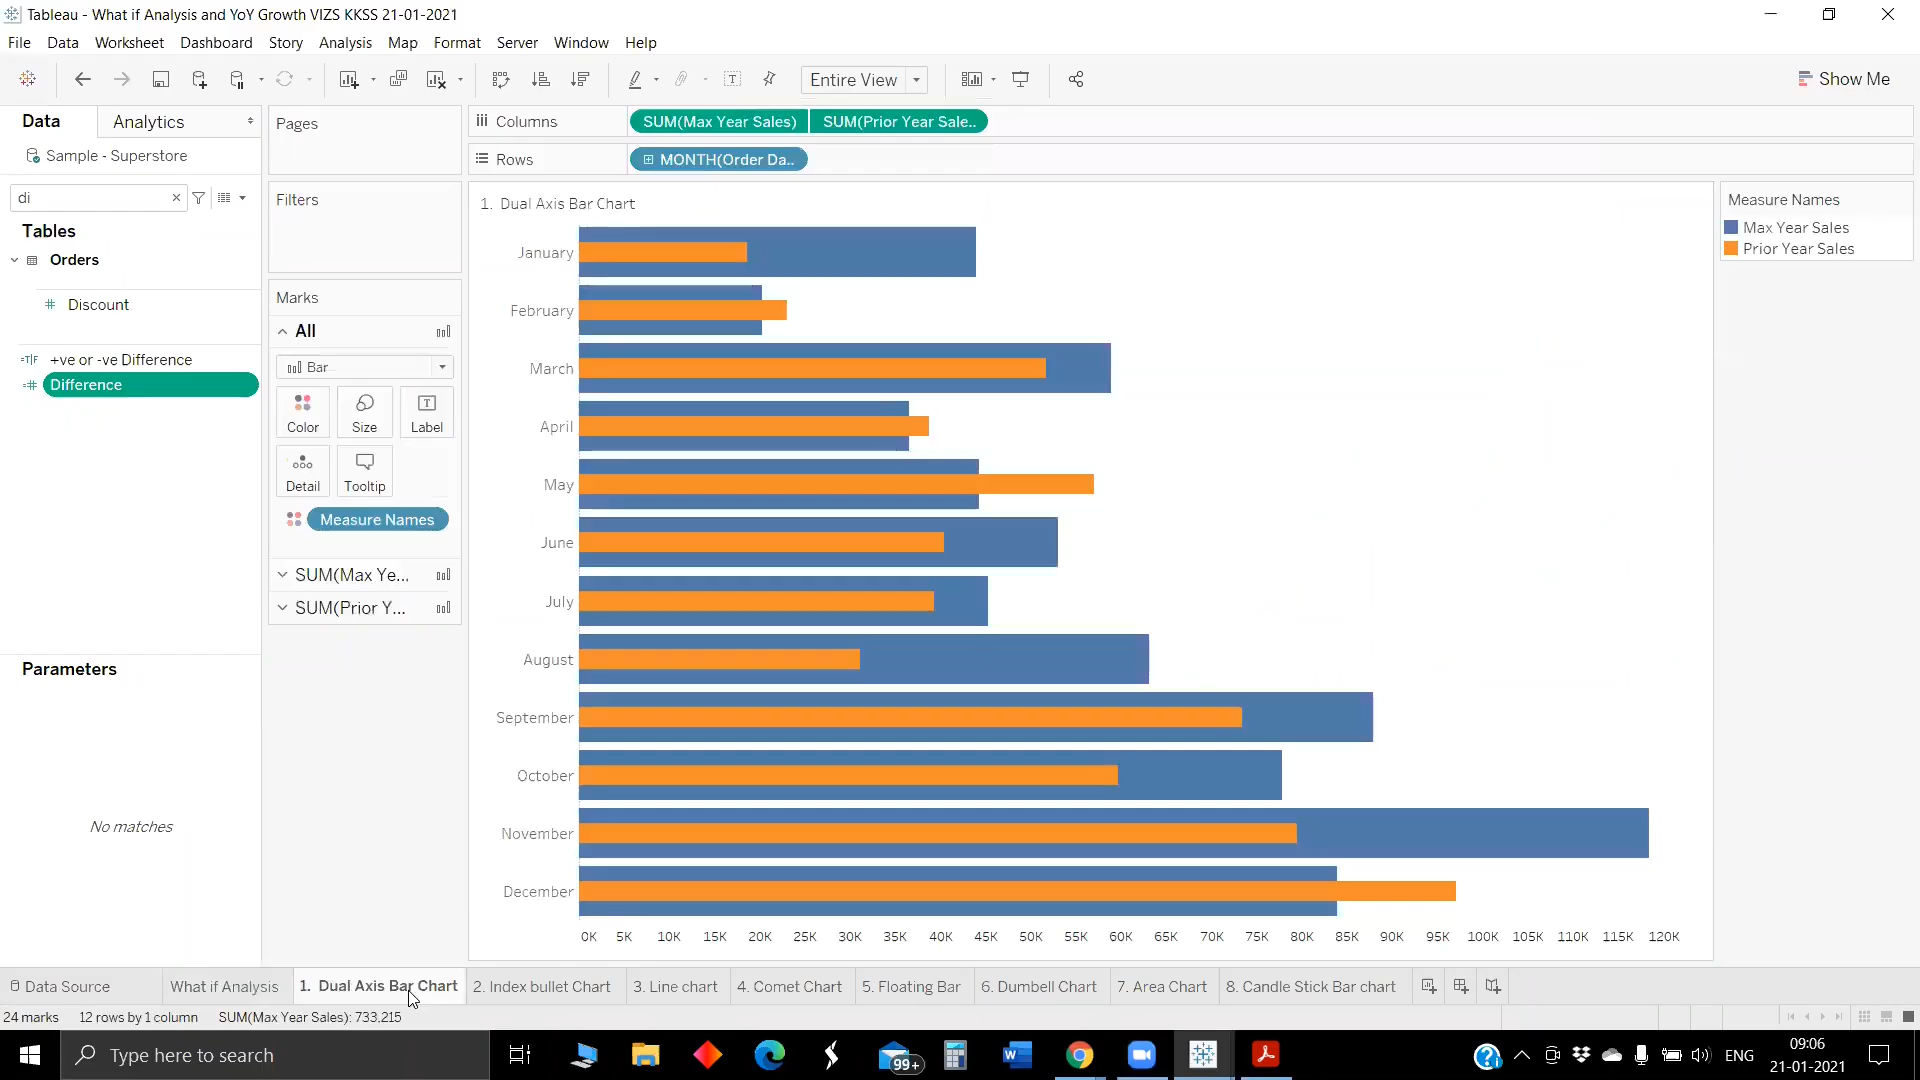 Tableau - What if Analysis and YoY Growth VIZS KKSS 21-01-2021
File Data Worksheet Dashboard Story Analysis Map Format Server Window Help
Entire View
Show Me
Data Analytics
Sample - Superstore
di
Tables
Orders
Discount
+ve or -ve Difference
Difference
Parameters
No matches
Pages
Filters
Marks
All
Bar
Color Size Label
Detail Tooltip
Measure Names
SUM(Max Ye...
SUM(Prior Y...
Columns SUM(Max Year Sales) SUM(Prior Year Sale..
Rows MONTH(Order Da..
1. Dual Axis Bar Chart
January
February
March
April
May
June
July
August
September
October
November
December
0K 5K 10K 15K 20K 25K 30K 35K 40K 45K 50K 55K 60K 65K 70K 75K 80K 85K 90K 95K 100K 105K 110K 115K 120K
Measure Names
Max Year Sales
Prior Year Sales
Data Source What if Analysis 1. Dual Axis Bar Chart 2. Index bullet Chart 3. Line chart 4. Comet Chart 5. Floating Bar 6. Dumbell Chart 7. Area Chart 8. Candle Stick Bar chart
24 marks 12 rows by 1 column SUM(Max Year Sales): 733,215
Type here to search
99+
ENG
09:06
21-01-2021